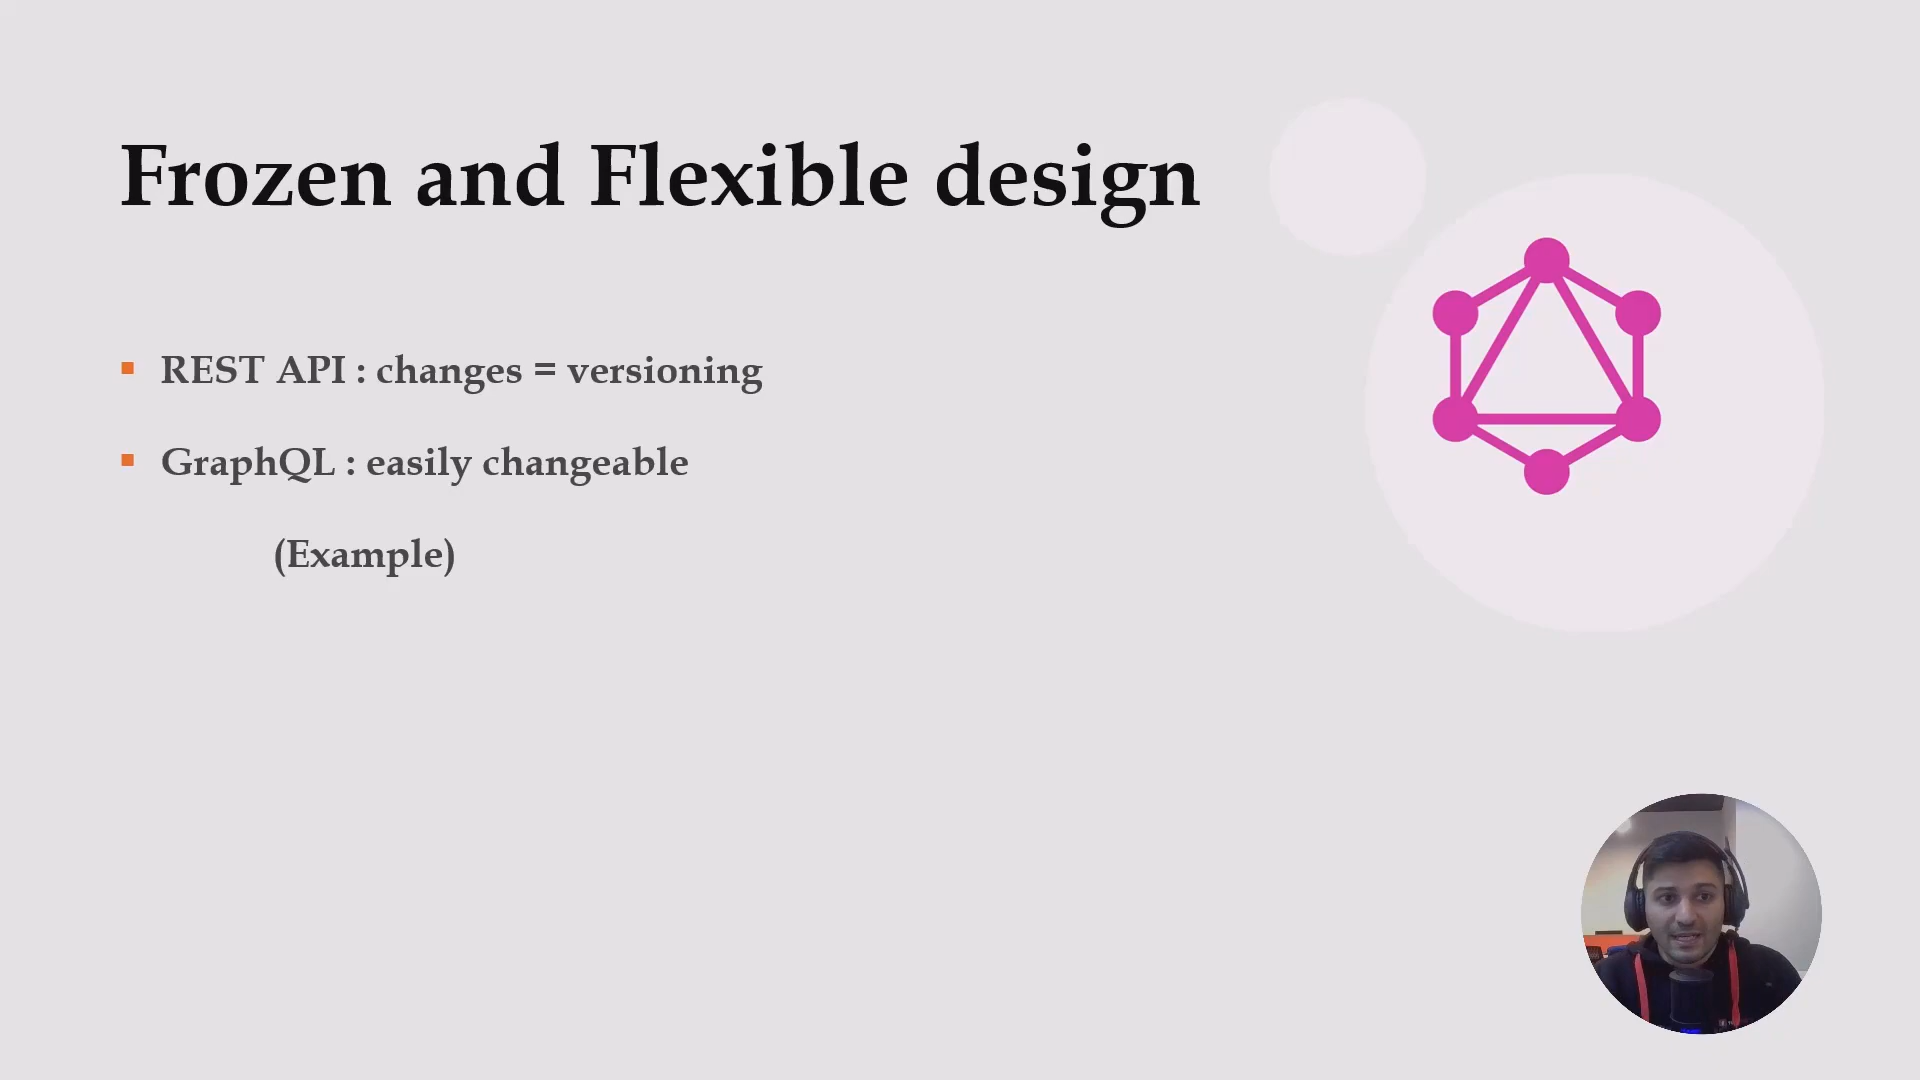 Frozen and Flexible design
REST API : changes = versioning
GraphQL : easily changeable
(Example)